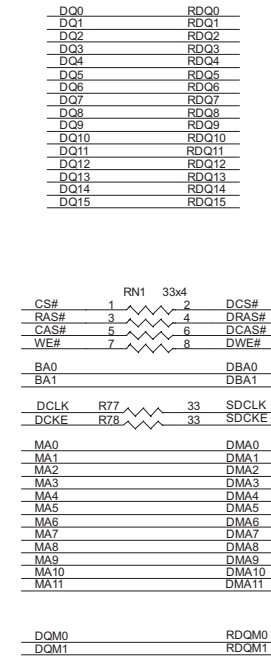 DQ0 RDQ0
DQ1 RDQ1
DQ2 RDQ2
DQ3 RDQ3
DQ4 RDQ4
DQ5 RDQ5
DQ6 RDQ6
DQ7 RDQ7
DQ8 RDQ8
DQ9 RDQ9
DQ10 RDQ10
DQ11 RDQ11
DQ12 RDQ12
DQ13 RDQ13
DQ14 RDQ14
DQ15 RDQ15
RN1 33x4
CS# 1 2 DCS#
RAS# 3 4 DRAS#
CAS# 5 6 DCAS#
WE# 7 8 DWE#
BA0 DBA0
BA1 DBA1
DCLK R77 33 SDCLK
DCKE R78 33 SDCKE
MA0 DMA0
MA1 DMA1
MA2 DMA2
MA3 DMA3
MA4 DMA4
MA5 DMA5
MA6 DMA6
MA7 DMA7
MA8 DMA8
MA9 DMA9
MA10 DMA10
MA11 DMA11
DQM0 RDQM0
DQM1 RDQM1